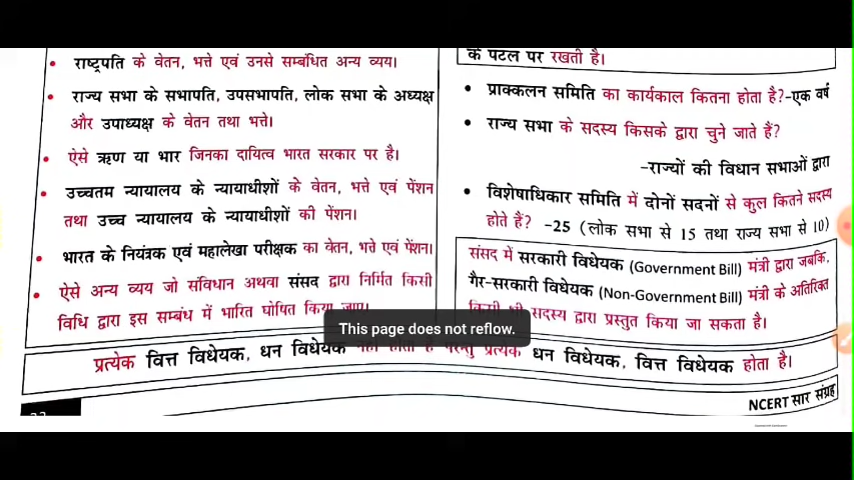 राष्ट्रपति के वेतन, भत्ते एवं उनसे सम्बंधित अन्य व्यय।
राज्य सभा के सभापति, उपसभापति, लोक सभा के अध्यक्ष
और उपाध्यक्ष के वेतन तथा भत्ते।
ऐसे ऋण या भार जिनका दायित्व भारत सरकार पर है।
उच्चतम न्यायालय के न्यायाधीशों के वेतन, भत्ते एवं पेंशन
तथा उच्च न्यायालय के न्यायाधीशों की पेंशन।
भारत के नियंत्रक एवं महालेखा परीक्षक का वेतन, भत्ते एवं पेंशन।
ऐसे अन्य व्यय जो संविधान अथवा संसद द्वारा निर्मित किसी
विधि द्वारा इस सम्बंध में भारित घोषित किया जाए।
के पटल पर रखती है।
प्राक्कलन समिति का कार्यकाल कितना होता है?-एक वर्ष
राज्य सभा के सदस्य किसके द्वारा चुने जाते हैं?
-राज्यों की विधान सभाओं द्वारा
विशेषाधिकार समिति में दोनों सदनों से कुल कितने सदस्य
होते हैं? -25 (लोक सभा से 15 तथा राज्य सभा से 10)
संसद में सरकारी विधेयक (Government Bill) मंत्री द्वारा जबकि,
गैर-सरकारी विधेयक (Non-Government Bill) मंत्री के अतिरिक्त
किसी भी सदस्य द्वारा प्रस्तुत किया जा सकता है।
This page does not reflow.
प्रत्येक वित्त विधेयक, धन विधेयक नहीं होता है परन्तु प्रत्येक धन विधेयक, वित्त विधेयक होता है।
NCERT सार संग्रह